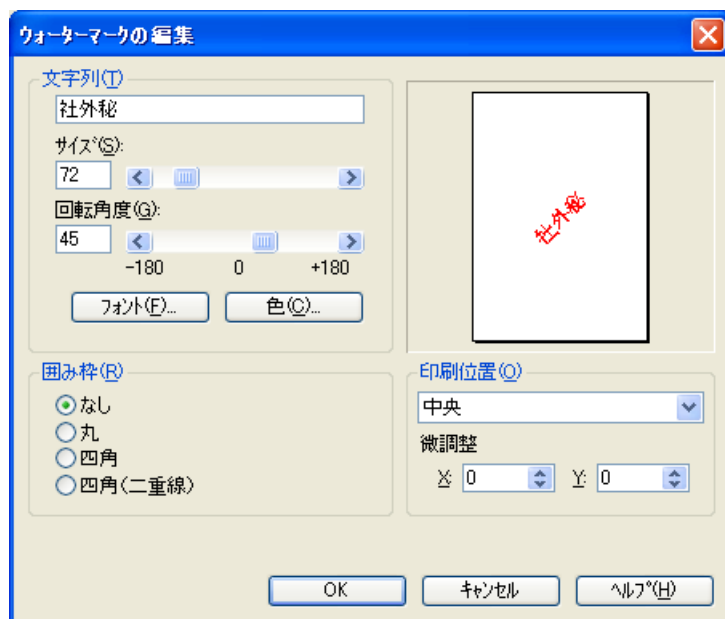 ウォーターマークの編集
文字列(T)
社外秘
サイズ(S):
72
回転角度(G):
45
-180 0 +180
フォント(F)... 色(C)...
社外秘
囲み枠(R)
なし
丸
四角
四角(二重線)
印刷位置(O)
中央
微調整
X: 0 Y: 0
OK キャンセル ヘルプ(H)